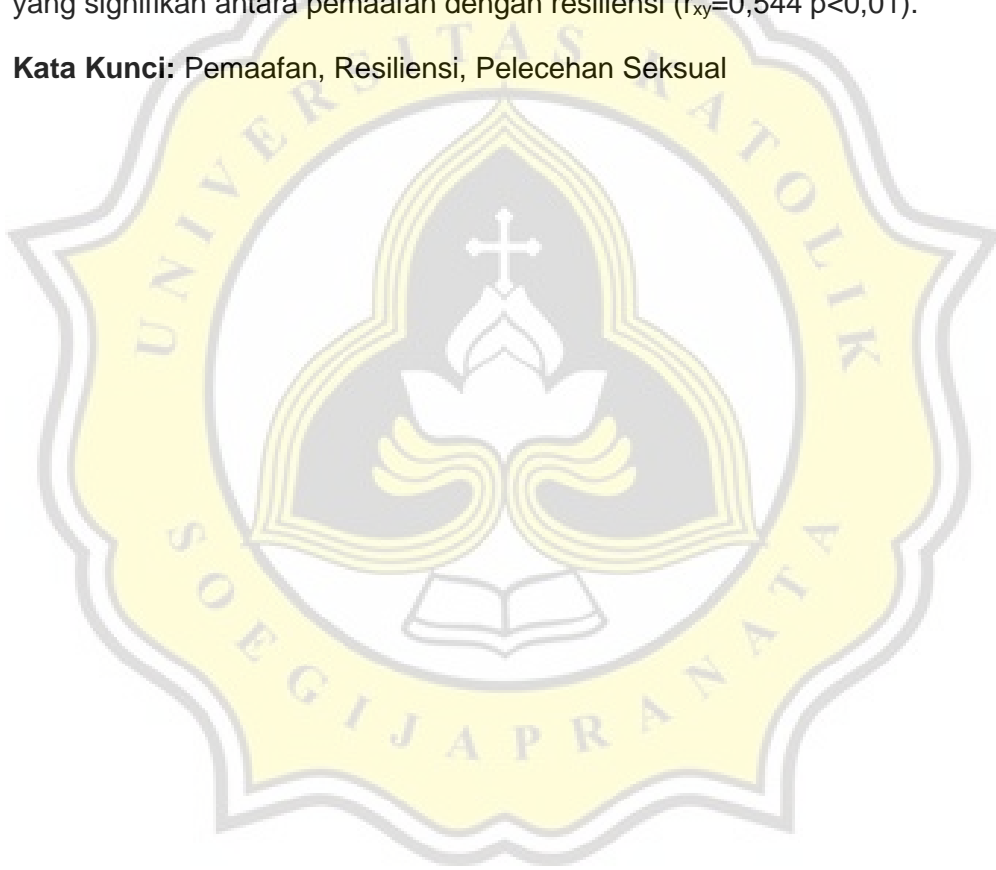 yang signifikan antara pemaafan dengan resiliensi (rxy=0,544 p<0,01).
Kata Kunci: Pemaafan, Resiliensi, Pelecehan Seksual
UNIVERSITAS KATOLIK
SOEGIJAPRANATA